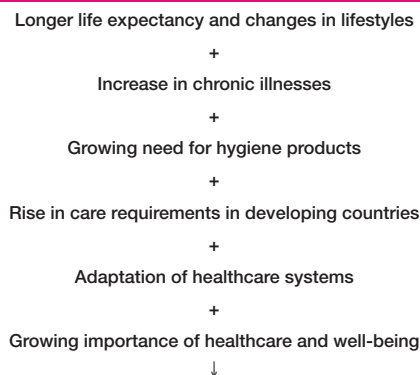 Longer life expectancy and changes in lifestyles
+
Increase in chronic illnesses
+
Growing need for hygiene products
+
Rise in care requirements in developing countries
+
Adaptation of healthcare systems
+
Growing importance of healthcare and well-being
↓